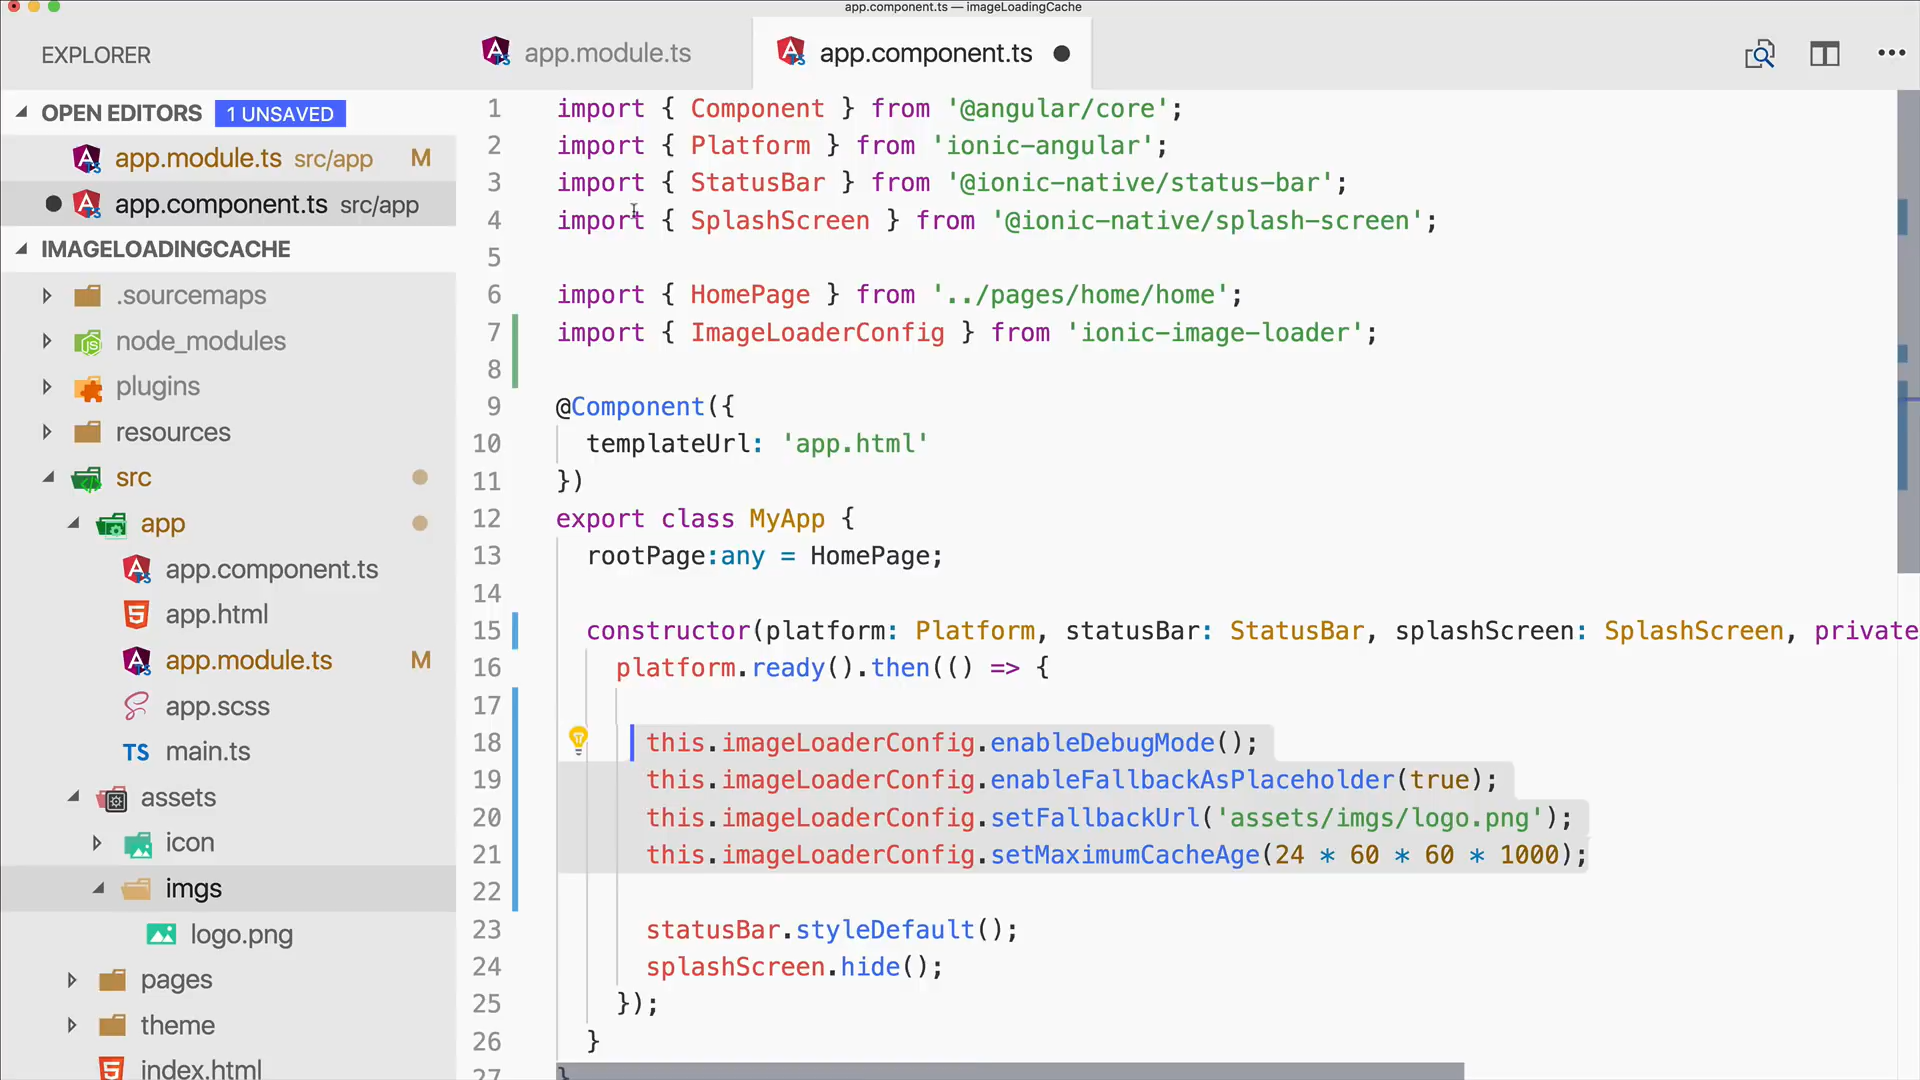 app.component.ts — imageLoadingCache
EXPLORER
app.module.ts
app.component.ts
OPEN EDITORS 1 UNSAVED
app.module.ts src/app M
app.component.ts src/app
IMAGELOADINGCACHE
.sourcemaps
node_modules
plugins
resources
src
app
app.component.ts
app.html
app.module.ts M
app.scss
TS main.ts
assets
icon
imgs
logo.png
pages
theme
index.html
1 import { Component } from '@angular/core';
2 import { Platform } from 'ionic-angular';
3 import { StatusBar } from '@ionic-native/status-bar';
4 import { SplashScreen } from '@ionic-native/splash-screen';
5
6 import { HomePage } from '../pages/home/home';
7 import { ImageLoaderConfig } from 'ionic-image-loader';
8
9 @Component({
10 templateUrl: 'app.html'
11 })
12 export class MyApp {
13 rootPage:any = HomePage;
14
15 constructor(platform: Platform, statusBar: StatusBar, splashScreen: SplashScreen, private
16 platform.ready().then(() => {
17
18 this.imageLoaderConfig.enableDebugMode();
19 this.imageLoaderConfig.enableFallbackAsPlaceholder(true);
20 this.imageLoaderConfig.setFallbackUrl('assets/imgs/logo.png');
21 this.imageLoaderConfig.setMaximumCacheAge(24 * 60 * 60 * 1000);
22
23 statusBar.styleDefault();
24 splashScreen.hide();
25 });
26 }
27 }